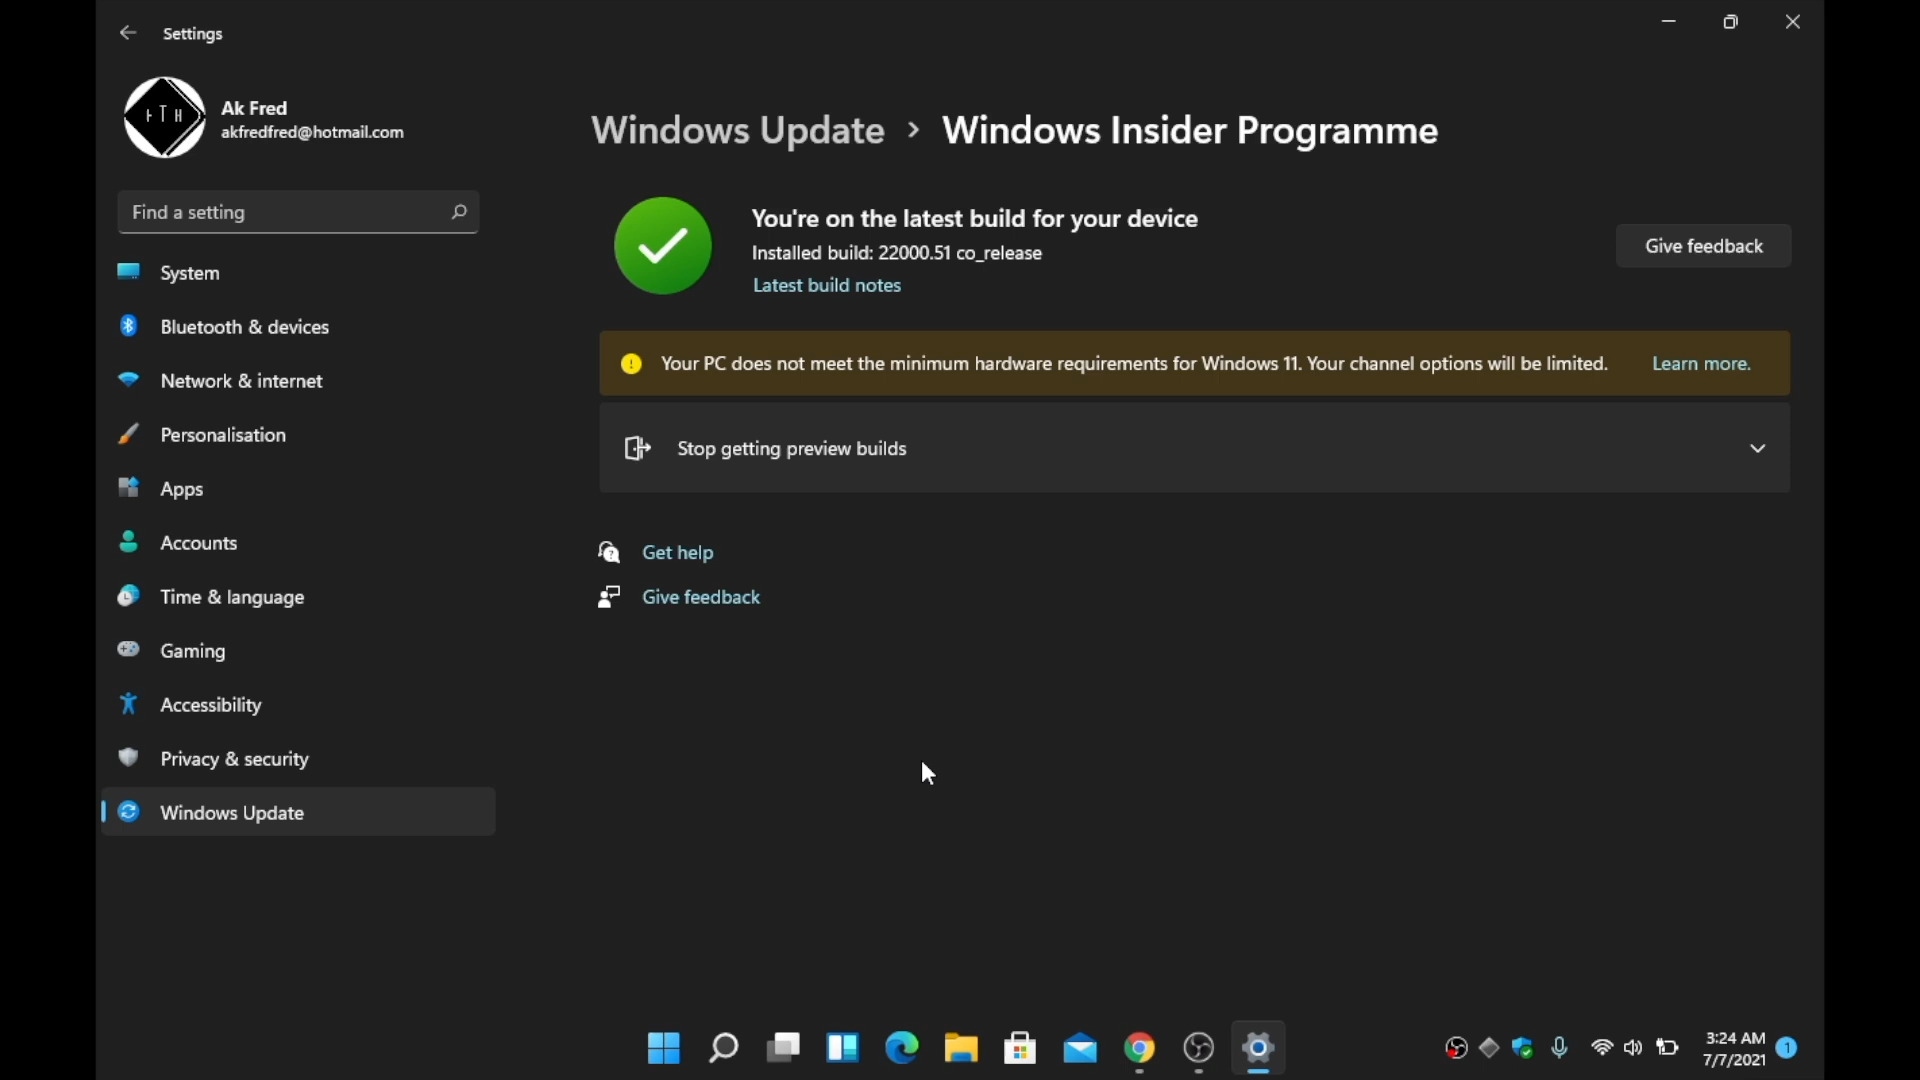 Settings
Ak Fred
akfredfred@hotmail.com
Find a setting
System
Bluetooth & devices
Network & internet
Personalisation
Apps
Accounts
Time & language
Gaming
Accessibility
Privacy & security
Windows Update
Windows Update > Windows Insider Programme
You're on the latest build for your device
Installed build: 22000.51 co_release
Latest build notes
Give feedback
Your PC does not meet the minimum hardware requirements for Windows 11. Your channel options will be limited. Learn more.
Stop getting preview builds
Get help
Give feedback
3:24 AM
7/7/2021
1